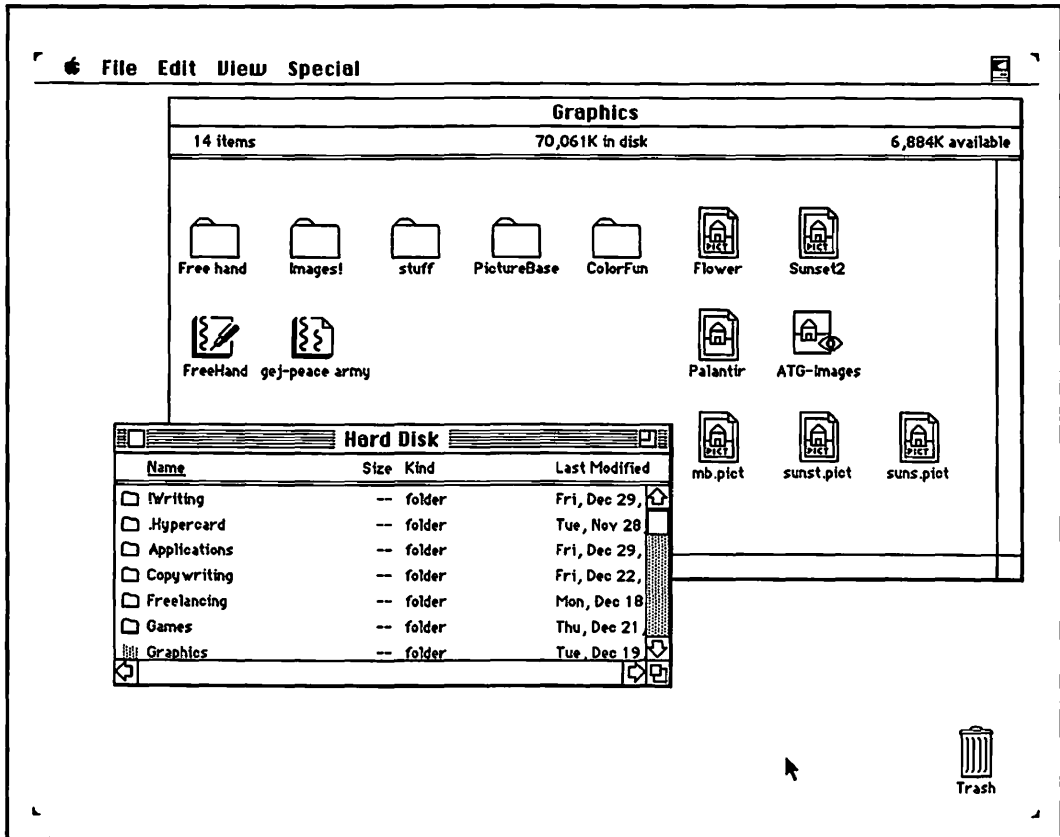 File Edit View Special
Graphics
14 items 70,061K in disk 6,884K available
Free hand Images! stuff PictureBase ColorFun Flower Sunset2
FreeHand gej-peace army Palantir ATG-Images
mb.pict sunst.pict suns.pict
Hard Disk
Name Size Kind Last Modified
!Writing -- folder Fri, Dec 29,
.Hypercard -- folder Tue, Nov 28
Applications -- folder Fri, Dec 29,
Copywriting -- folder Fri, Dec 22,
Freelancing -- folder Mon, Dec 18
Games -- folder Thu, Dec 21,
Graphics -- folder Tue, Dec 19
Trash